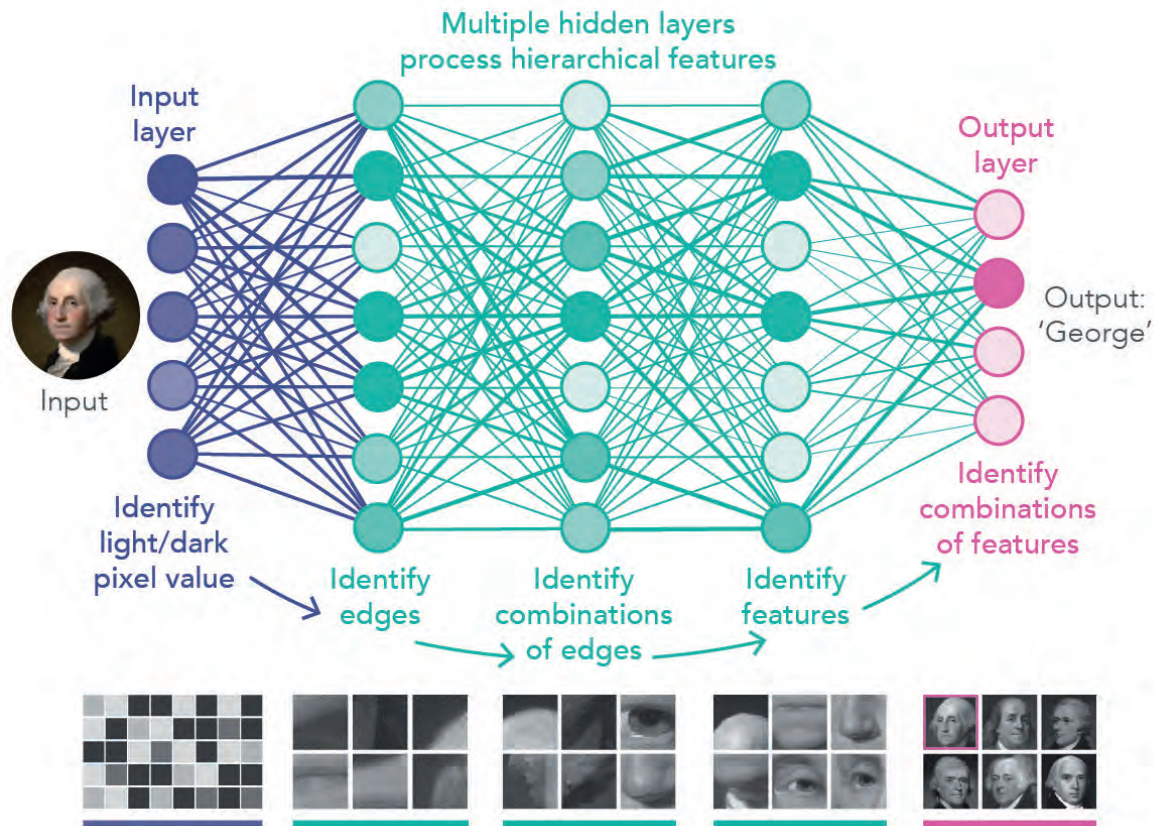 Multiple hidden layers
process hierarchical features
Input
layer
Output
layer
Input
Output:
'George'
Identify
light/dark
pixel value
Identify
edges
Identify
combinations
of edges
Identify
features
Identify
combinations
of features